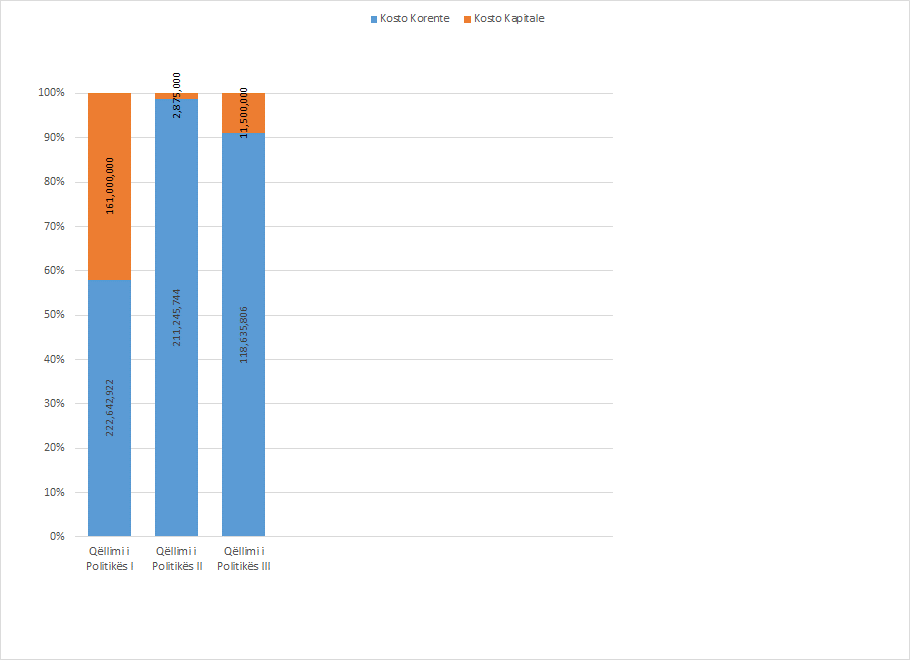 Kosto Korente Kosto Kapitale
100%
90%
80%
70%
60%
50%
40%
30%
20%
10%
0%
161,000,000
2,875,000
11,500,000
222,642,922
211,245,744
118,635,806
Qëllimi i
Politikës I
Qëllimi i
Politikës II
Qëllimi i
Politikës III